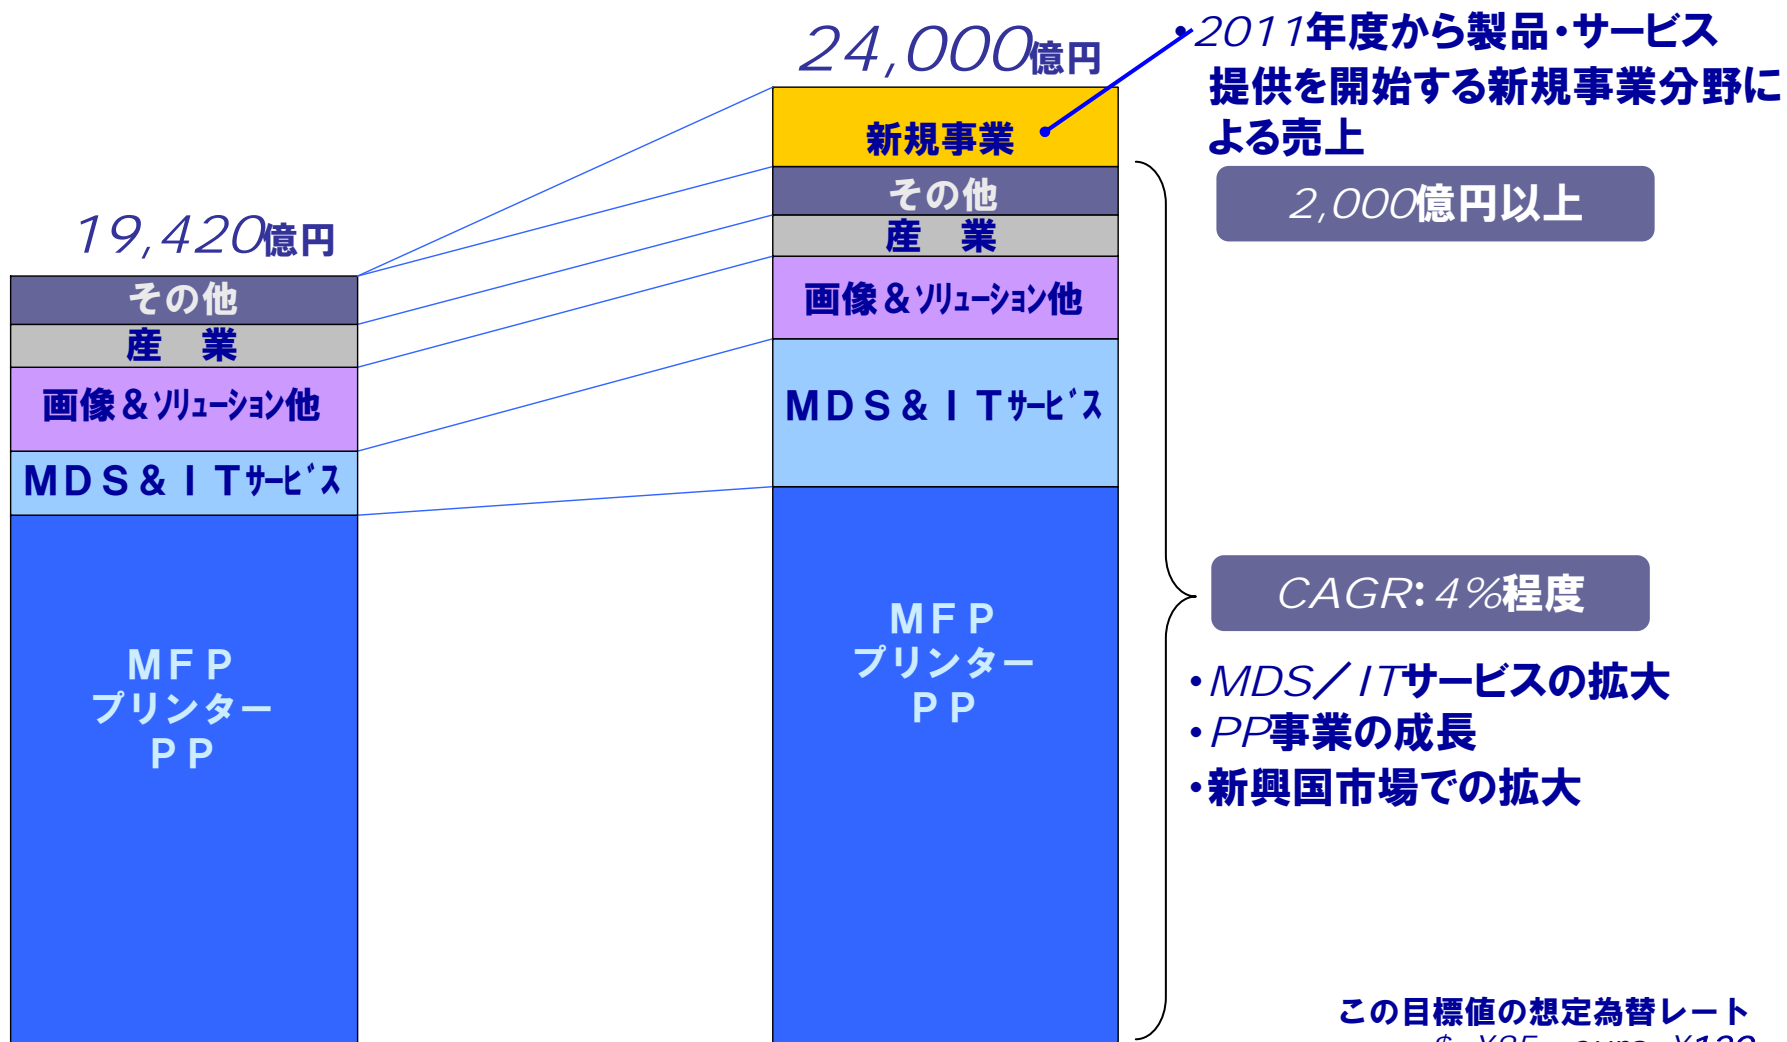 24,000億円
・2011年度から製品・サービス
提供を開始する新規事業分野に
よる売上
2,000億円以上
新規事業
その他
産　業
画像&ソリューション他
MDS&ITサービス
MFP
プリンター
PP
19,420億円
その他
産　業
画像&ソリューション他
MDS&ITサービス
MFP
プリンター
PP
CAGR:4%程度
・MDS/ITサービスの拡大
・PP事業の成長
・新興国市場での拡大
この目標値の想定為替レート